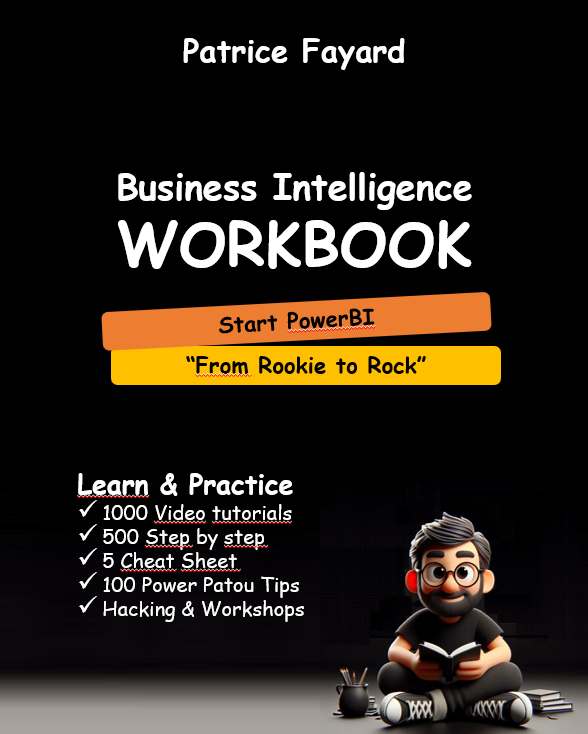 Patrice Fayard
Business Intelligence
WORKBOOK
Start PowerBI
“From Rookie to Rock”
Learn & Practice
✓ 1000 Video tutorials
✓ 500 Step by step
✓ 5 Cheat Sheet
✓ 100 Power Patou Tips
✓ Hacking & Workshops